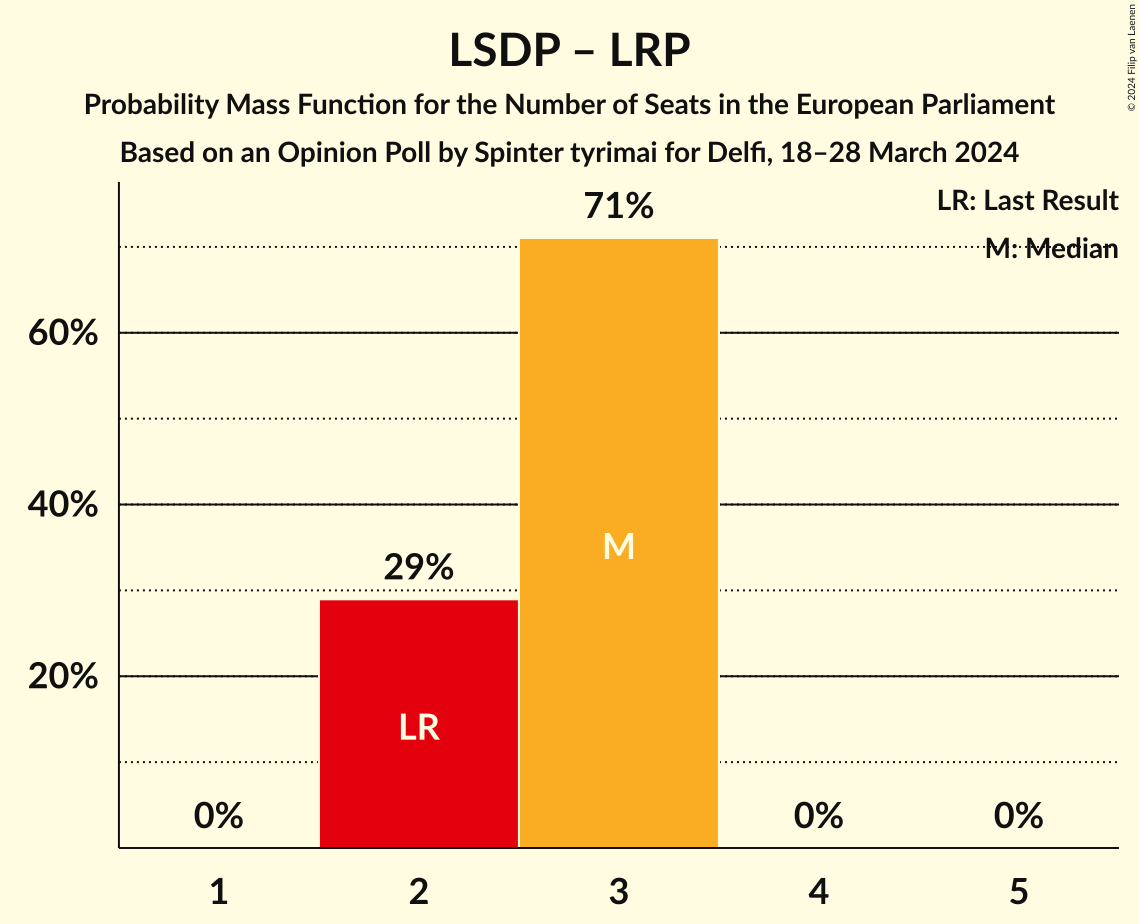 LSDP – LRP
Probability Mass Function for the Number of Seats in the European Parliament
Based on an Opinion Poll by Spinter tyrimai for Delfi, 18–28 March 2024
© 2024 Filip van Laenen
LR: Last Result
M: Median
71%
60%
40%
29%
20%
M
LR
0%
0%
0%
1
2
3
4
5